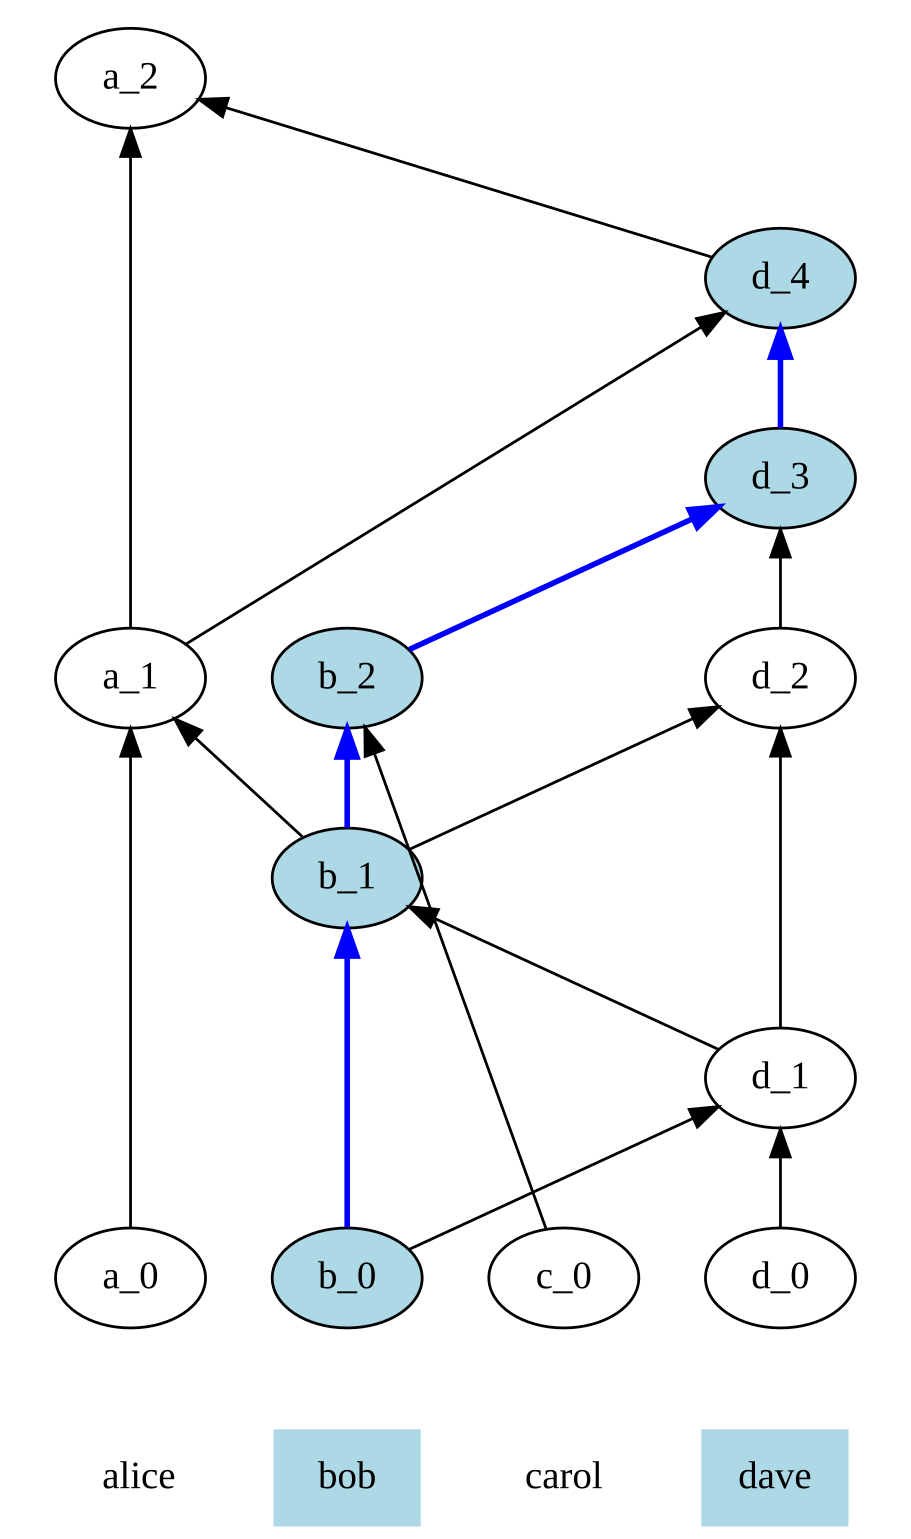 a_2
d_4
d_3
a_1 b_2 d_2
b_1
d_1
a_0 b_0 c_0 d_0
alice bob carol dave